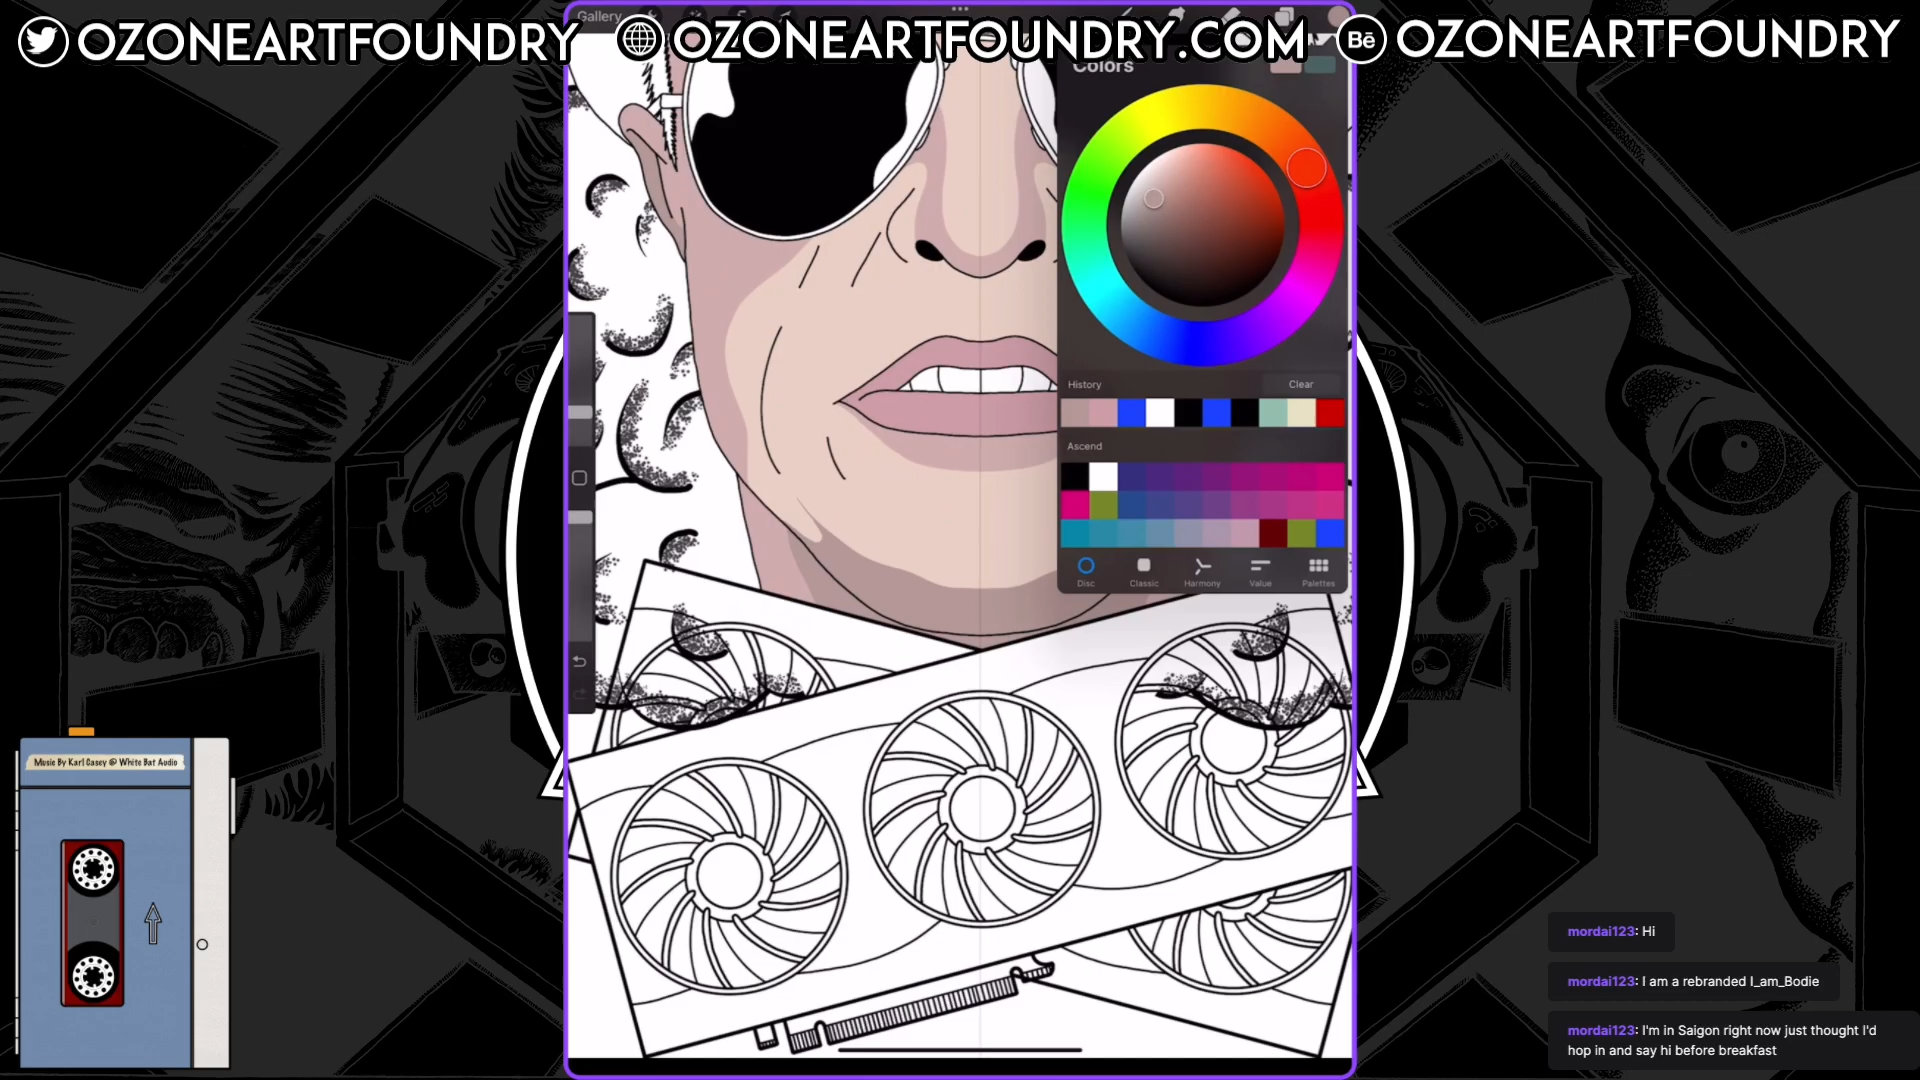 OZONEARTFOUNDRY
OZONEARTFOUNDRY.COM
Bē
OZONEARTFOUNDRY
Gallery
Colors
History
Clear
Ascend
Disc
Classic
Harmony
Value
Palettes
Music By Karl Casey @ White Bat Audio
mordai123: Hi
mordai123: I am a rebranded I_am_Bodie
mordai123: I'm in Saigon right now just thought I'd
hop in and say hi before breakfast